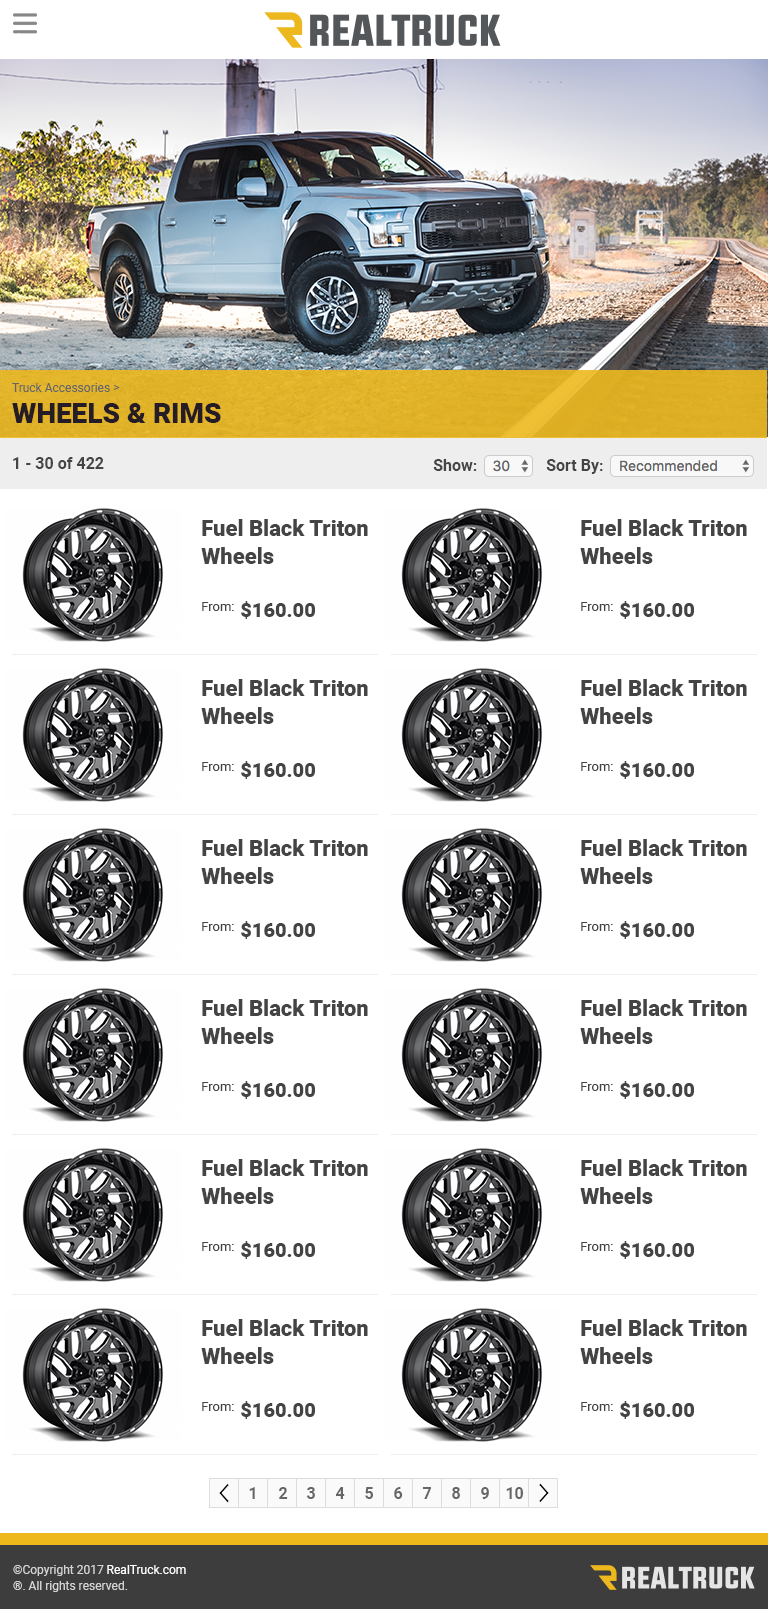 REALTRUCK
FORD
Truck Accessories >
WHEELS & RIMS
1 - 30 of 422
Show: 30 Sort By: Recommended
Fuel Black Triton
Wheels
From: $160.00
Fuel Black Triton
Wheels
From: $160.00
Fuel Black Triton
Wheels
From: $160.00
Fuel Black Triton
Wheels
From: $160.00
Fuel Black Triton
Wheels
From: $160.00
Fuel Black Triton
Wheels
From: $160.00
Fuel Black Triton
Wheels
From: $160.00
Fuel Black Triton
Wheels
From: $160.00
Fuel Black Triton
Wheels
From: $160.00
Fuel Black Triton
Wheels
From: $160.00
Fuel Black Triton
Wheels
From: $160.00
Fuel Black Triton
Wheels
From: $160.00
1 2 3 4 5 6 7 8 9 10
©Copyright 2017 RealTruck.com
®. All rights reserved.
REALTRUCK